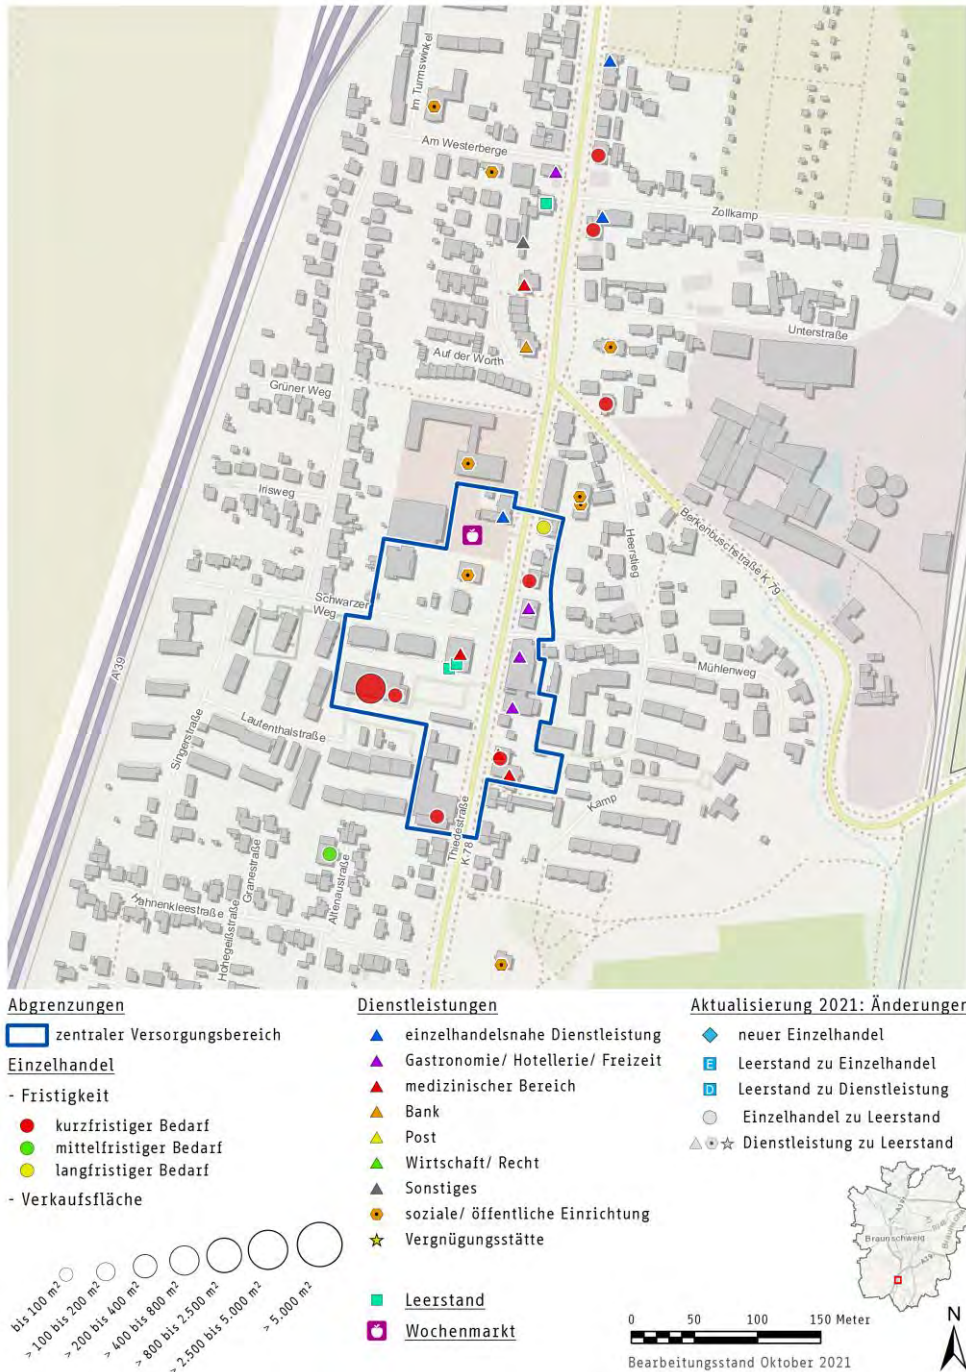 Im Turmswinkel
Am Westerberge
Zollkamp
Unterstraße
Auf der Worth
Grüner Weg
Irisweg
Berkenbuschstraße K 79
Heerstieg
Schwarzer
Weg
Mühlenweg
A 39
Singerstraße
Lautenthalstraße
Kamp
Thiedestraße
K 78
Altenaustraße
Granestraße
Hahnenkleestraße
Hohegeißstraße
Abgrenzungen
zentraler Versorgungsbereich
Einzelhandel
- Fristigkeit
kurzfristiger Bedarf
mittelfristiger Bedarf
langfristiger Bedarf
- Verkaufsfläche
bis 100 m²
> 100 bis 200 m²
> 200 bis 400 m²
> 400 bis 800 m²
> 800 bis 2.500 m²
> 2.500 bis 5.000 m²
> 5.000 m²
Dienstleistungen
einzelhandelsnahe Dienstleistung
Gastronomie/ Hotellerie/ Freizeit
medizinischer Bereich
Bank
Post
Wirtschaft/ Recht
Sonstiges
soziale/ öffentliche Einrichtung
Vergnügungsstätte
Leerstand
Wochenmarkt
Aktualisierung 2021: Änderungen
neuer Einzelhandel
E Leerstand zu Einzelhandel
D Leerstand zu Dienstleistung
Einzelhandel zu Leerstand
Dienstleistung zu Leerstand
Braunschweig
N
0 50 100 150 Meter
Bearbeitungsstand Oktober 2021